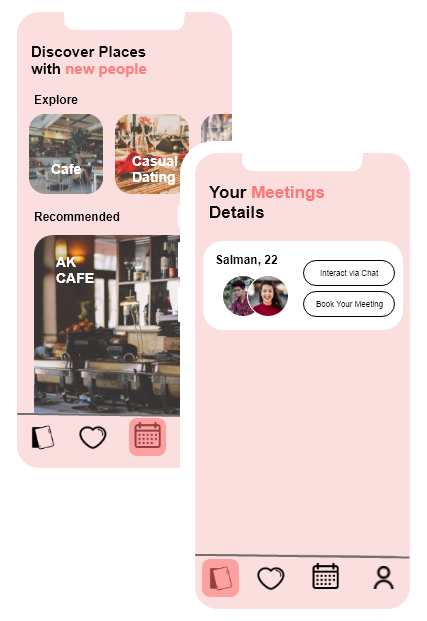 Discover Places
with new people
Explore
Cafe
Casual
Dating
Recommended
AK
CAFE
Your Meetings
Details
Salman, 22
Interact via Chat
Book Your Meeting